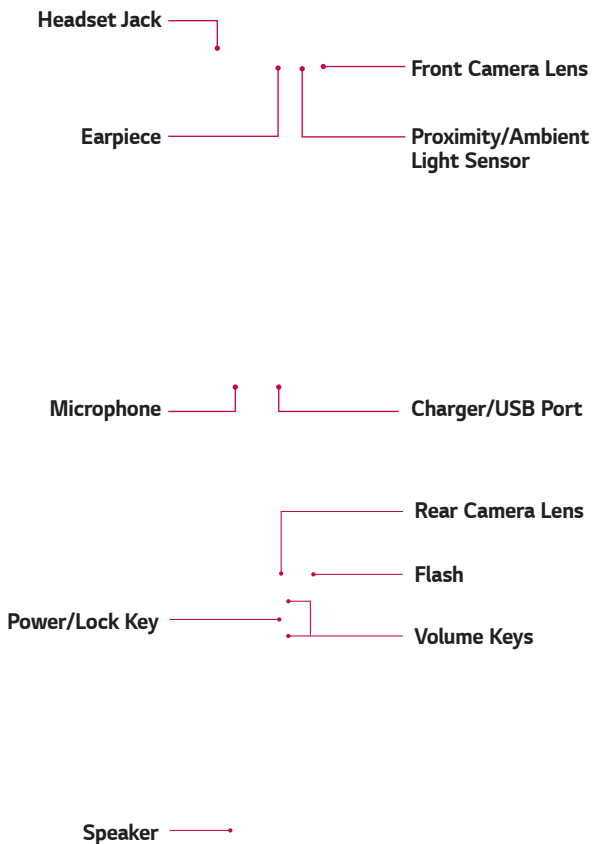 Headset Jack
Front Camera Lens
Earpiece
Proximity/Ambient
Light Sensor
Microphone
Charger/USB Port
Rear Camera Lens
Flash
Power/Lock Key
Volume Keys
Speaker